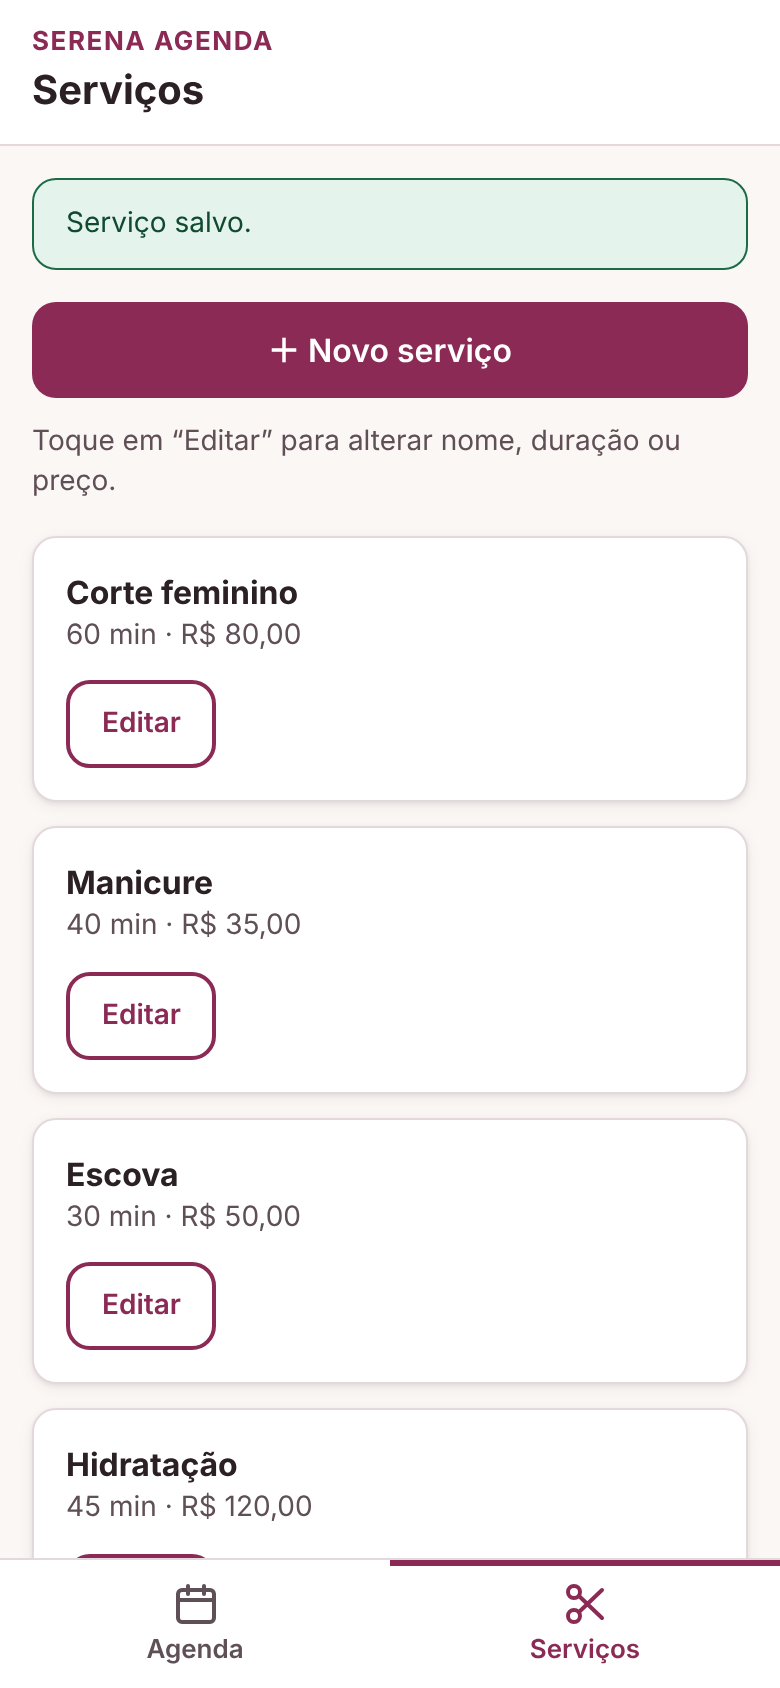 SERENA AGENDA
Serviços
Serviço salvo.
+ Novo serviço
Toque em “Editar” para alterar nome, duração ou
preço.
Corte feminino
60 min · R$ 80,00
Editar
Manicure
40 min · R$ 35,00
Editar
Escova
30 min · R$ 50,00
Editar
Hidratação
45 min · R$ 120,00
Agenda
Serviços